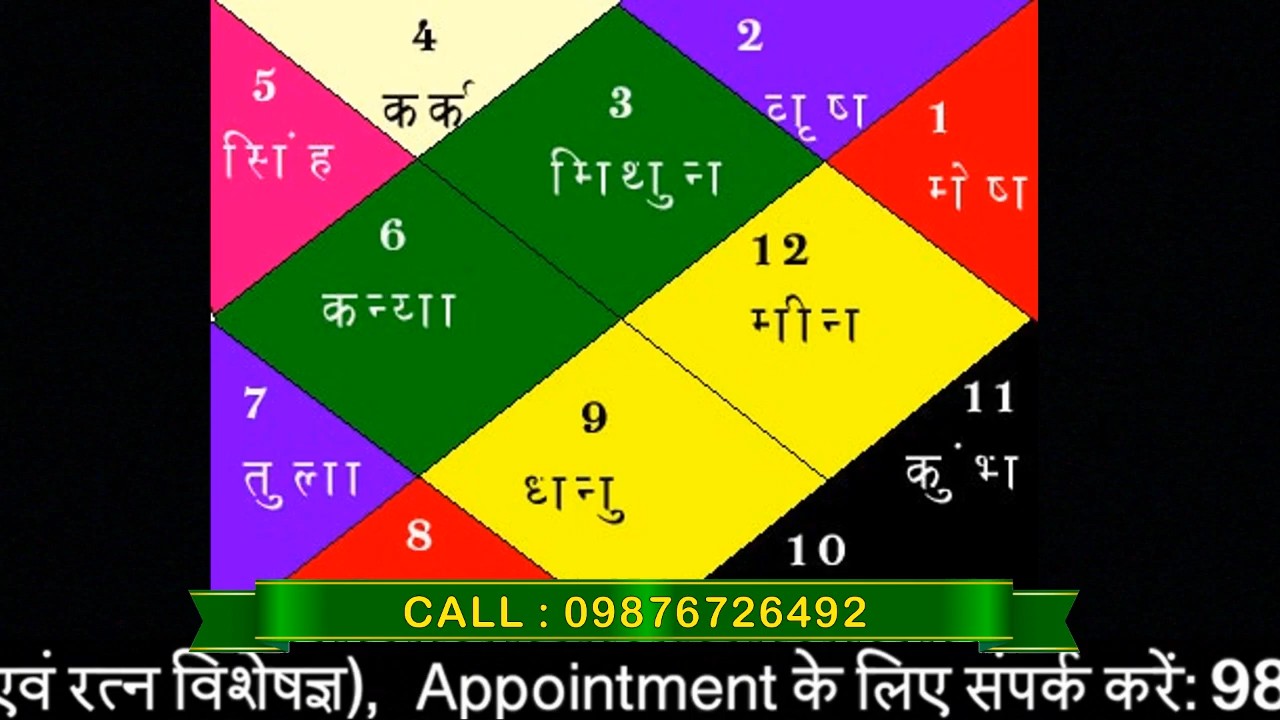 4
कर्क
2
वृष
5
सिंह
3
मिथुन
1
मेष
6
कन्या
12
मीन
7
तुला
9
धनु
11
कुंभ
8
10
CALL : 09876726492
एवं रत्न विशेषज्ञ), Appointment के लिए संपर्क करें: 98